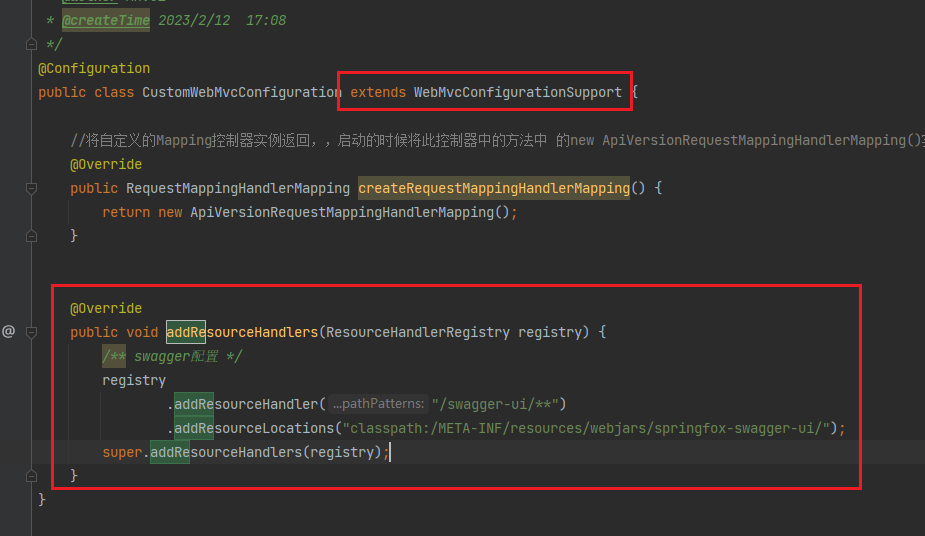 * @createTime 2023/2/12  17:08
*/
@Configuration
public class CustomWebMvcConfiguration extends WebMvcConfigurationSupport {
//将自定义的Mapping控制器实例返回，，启动的时候将此控制器中的方法中 的new ApiVersionRequestMappingHandlerMapping()
@Override
public RequestMappingHandlerMapping createRequestMappingHandlerMapping() {
return new ApiVersionRequestMappingHandlerMapping();
}
@Override
@ public void addResourceHandlers(ResourceHandlerRegistry registry) {
/** swagger配置 */
registry
.addResourceHandler( ...pathPatterns: "/swagger-ui/**")
.addResourceLocations("classpath:/META-INF/resources/webjars/springfox-swagger-ui/");
super.addResourceHandlers(registry);
}
}